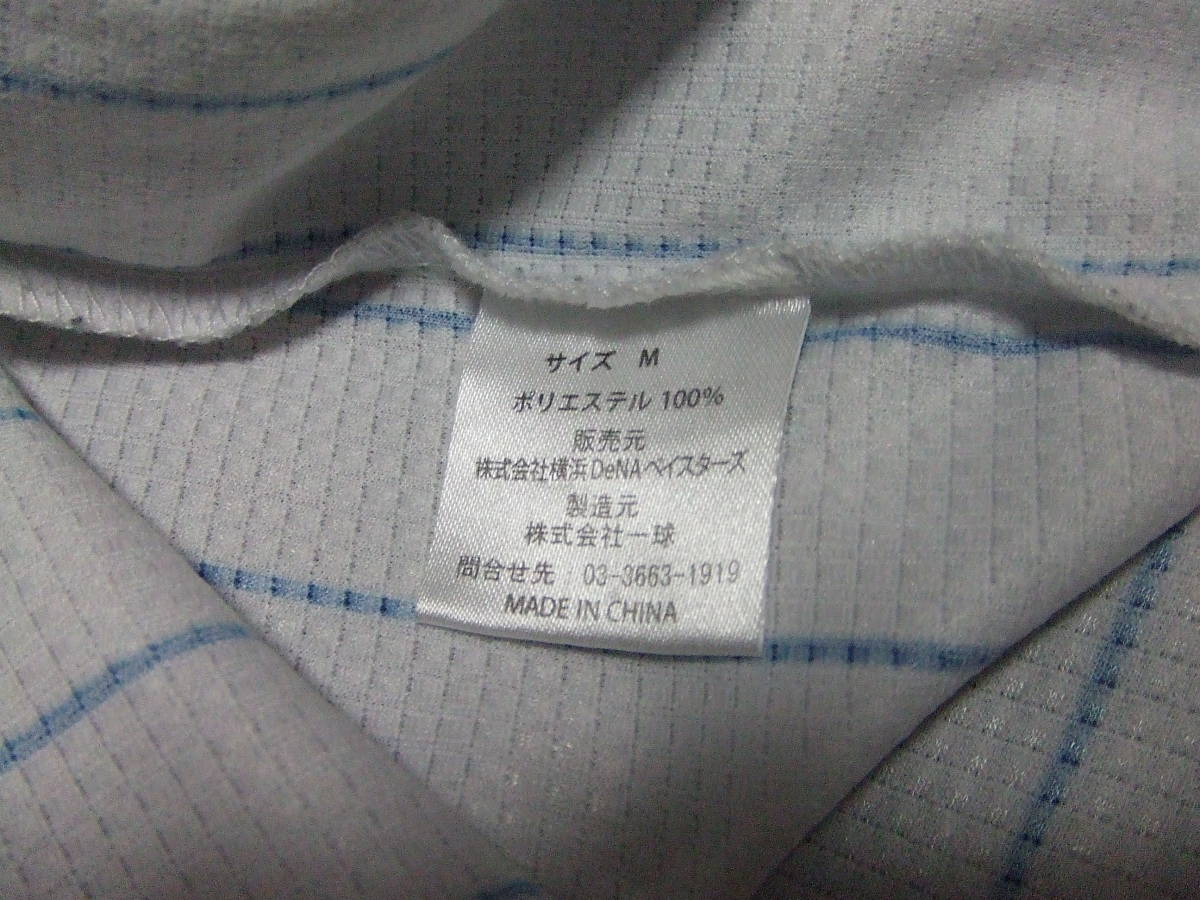 サイズ M
ポリエステル 100%
販売元
株式会社横浜DeNAベイスターズ
製造元
株式会社一球
問合せ先 03-3663-1919
MADE IN CHINA